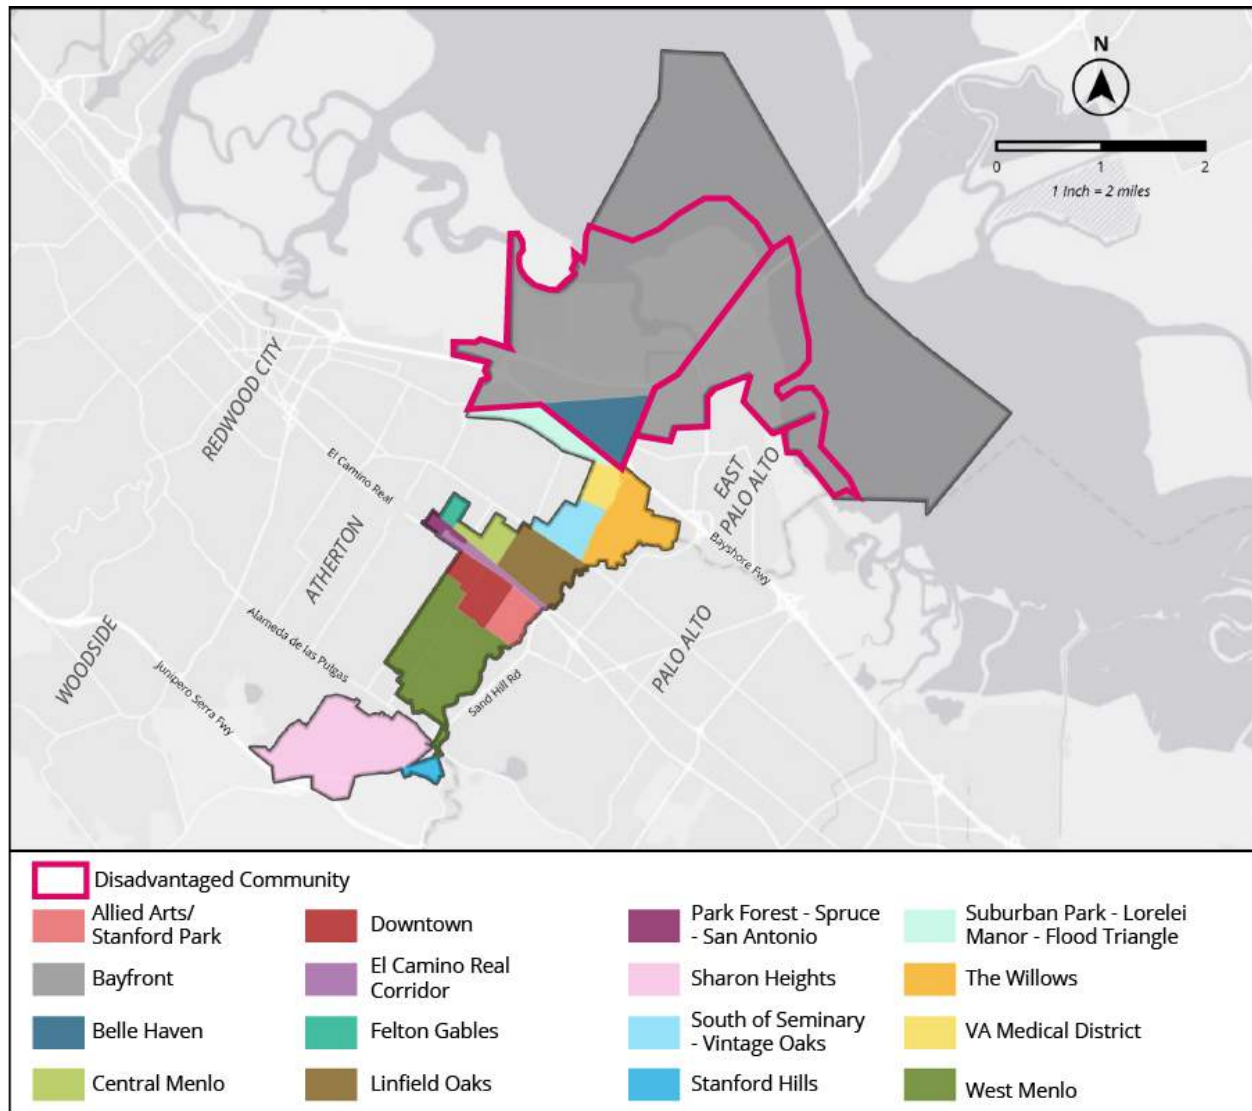 N
0 1 2
1 Inch = 2 miles
REDWOOD CITY
El Camino Real
EAST
PALO ALTO
Bayshore Fwy
ATHERTON
PALO ALTO
WOODSIDE
Alameda de las Pulgas
Junipero Serra Fwy
Sand Hill Rd
Disadvantaged Community
Allied Arts/
Stanford Park
Bayfront
Belle Haven
Central Menlo
Downtown
El Camino Real
Corridor
Felton Gables
Linfield Oaks
Park Forest - Spruce
- San Antonio
Sharon Heights
South of Seminary
- Vintage Oaks
Stanford Hills
Suburban Park - Lorelei
Manor - Flood Triangle
The Willows
VA Medical District
West Menlo